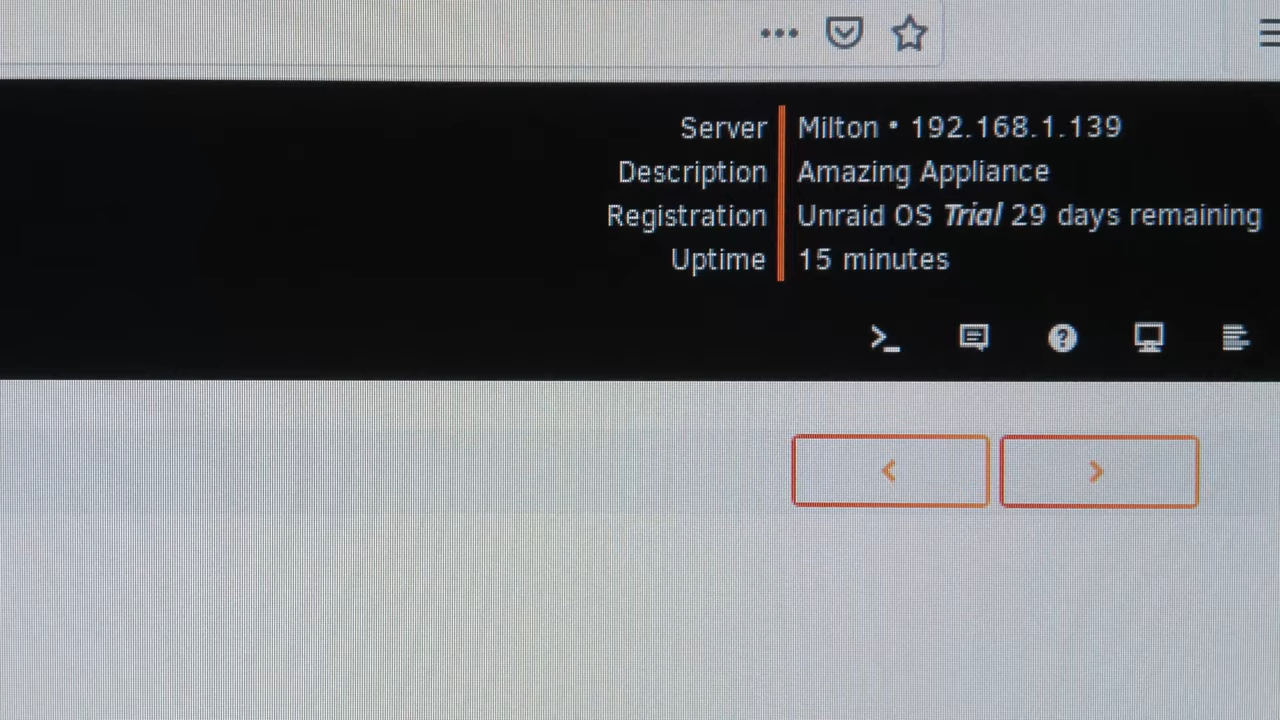 Server Milton • 192.168.1.139
Description Amazing Appliance
Registration Unraid OS Trial 29 days remaining
Uptime 15 minutes